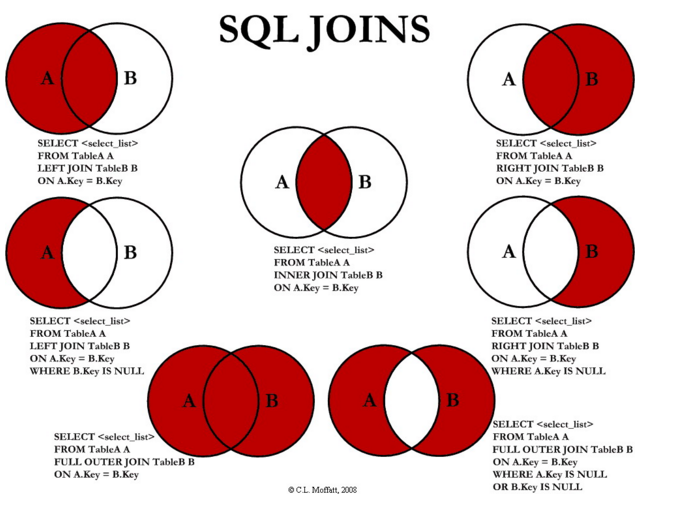 SQL JOINS
A B
SELECT <select_list>
FROM TableA A
LEFT JOIN TableB B
ON A.Key = B.Key
A B
SELECT <select_list>
FROM TableA A
RIGHT JOIN TableB B
ON A.Key = B.Key
A B
SELECT <select_list>
FROM TableA A
INNER JOIN TableB B
ON A.Key = B.Key
A B
SELECT <select_list>
FROM TableA A
LEFT JOIN TableB B
ON A.Key = B.Key
WHERE B.Key IS NULL
A B
SELECT <select_list>
FROM TableA A
RIGHT JOIN TableB B
ON A.Key = B.Key
WHERE A.Key IS NULL
A B
SELECT <select_list>
FROM TableA A
FULL OUTER JOIN TableB B
ON A.Key = B.Key
A B
SELECT <select_list>
FROM TableA A
FULL OUTER JOIN TableB B
ON A.Key = B.Key
WHERE A.Key IS NULL
OR B.Key IS NULL
© C.L. Moffatt, 2008